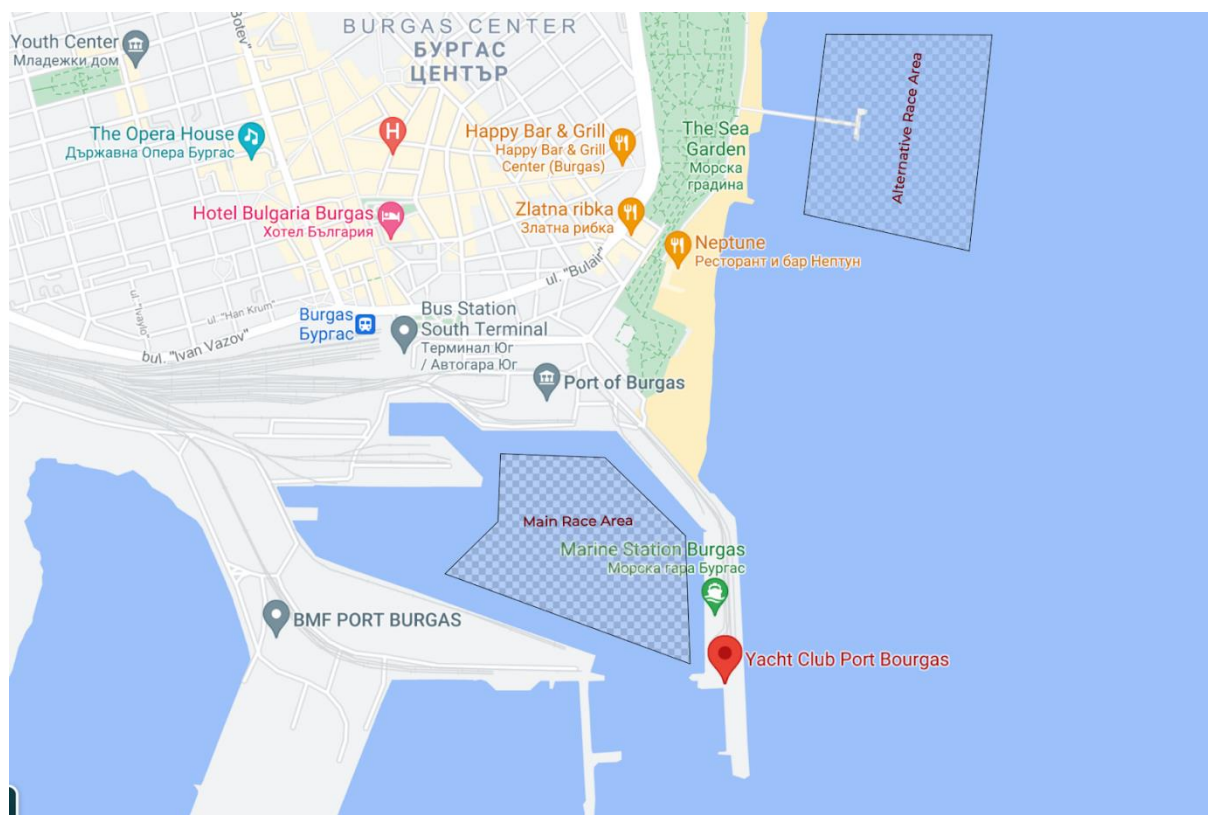 BURGAS CENTER
БУРГАС
ЦЕНТЪР
Botev"
Youth Center
Младежки дом
The Opera House
Държавна Опера Бургас
H
Happy Bar & Grill
Happy Bar & Grill
Center (Burgas)
The Sea
Garden
Морска
градина
Alternative Race Area
Hotel Bulgaria Burgas
Хотел България
Zlatna ribka
Златна рибка
Neptune
Ресторант и бар Нептун
ul. "Bulair"
ul. "Ivaylo"
ul. "Han Krum"
bul. "Ivan Vazov"
Burgas
Бургас
Bus Station
South Terminal
Терминал Юг
/ Автогара Юг
Port of Burgas
Main Race Area
Marine Station Burgas
Морска гара Бургас
BMF PORT BURGAS
Yacht Club Port Bourgas